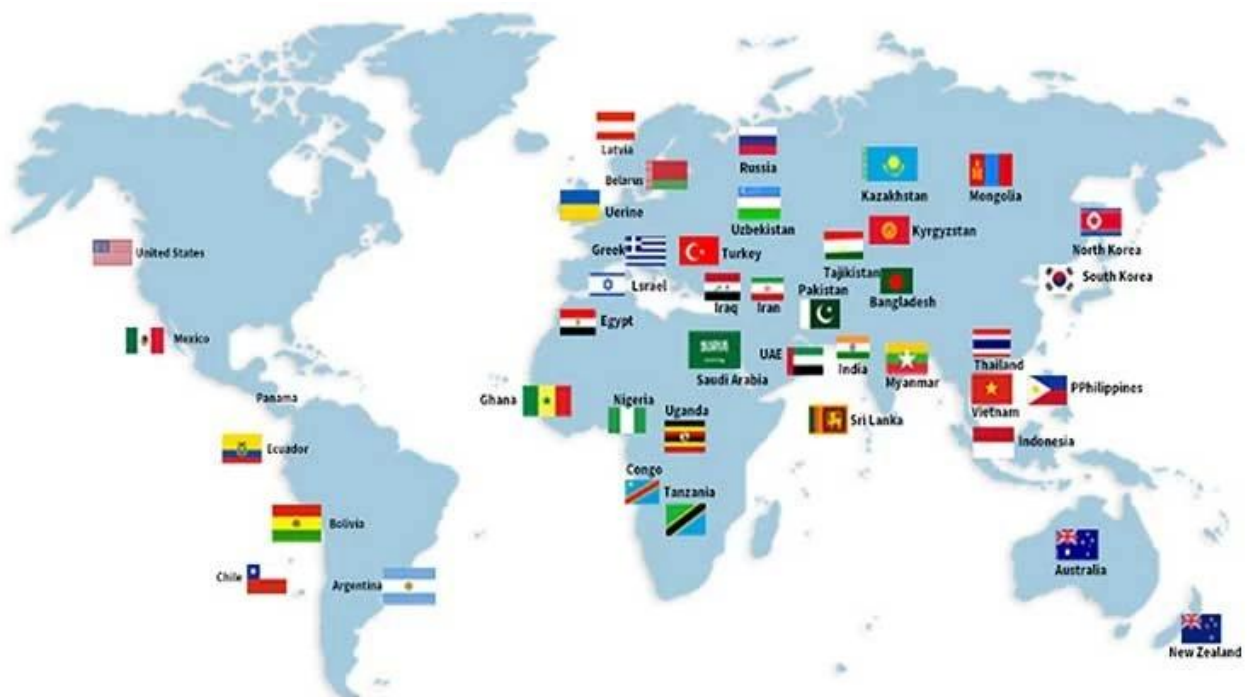 Latvia
Russia
Belarus
Kazakhstan
Mongolia
Uerine
Uzbekistan
Kyrgyzstan
North Korea
United States
Greek
Turkey
Tajikistan
South Korea
Lsrael
Iraq
Iran
Pakistan
Bangladesh
Egypt
Mexico
Saudi Arabia
UAE
India
Myanmar
Thailand
Panama
Ghana
Nigeria
Uganda
Sri Lanka
Vietnam
PPhilippines
Ecuador
Indonesia
Congo
Tanzania
Bolivia
Chile
Argentina
Australia
New Zealand